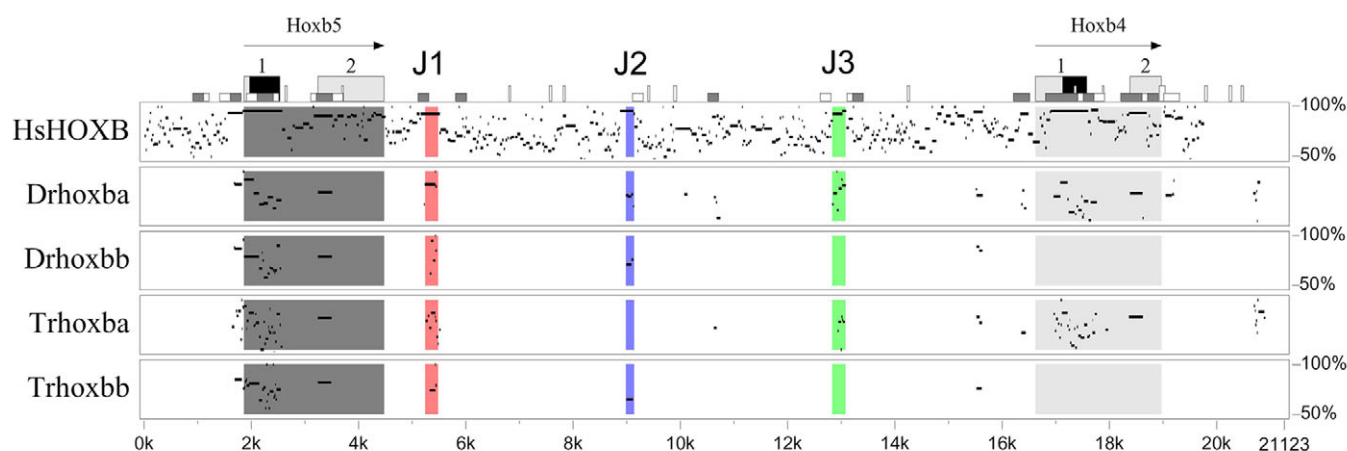 Hoxb5 Hoxb4
1 2 J1 J2 J3 1 2
HsHOXB 100% 50%
Drhoxba
Drhoxbb 100% 50%
Trhoxba
Trhoxbb 100% 50%
0k 2k 4k 6k 8k 10k 12k 14k 16k 18k 20k 21123